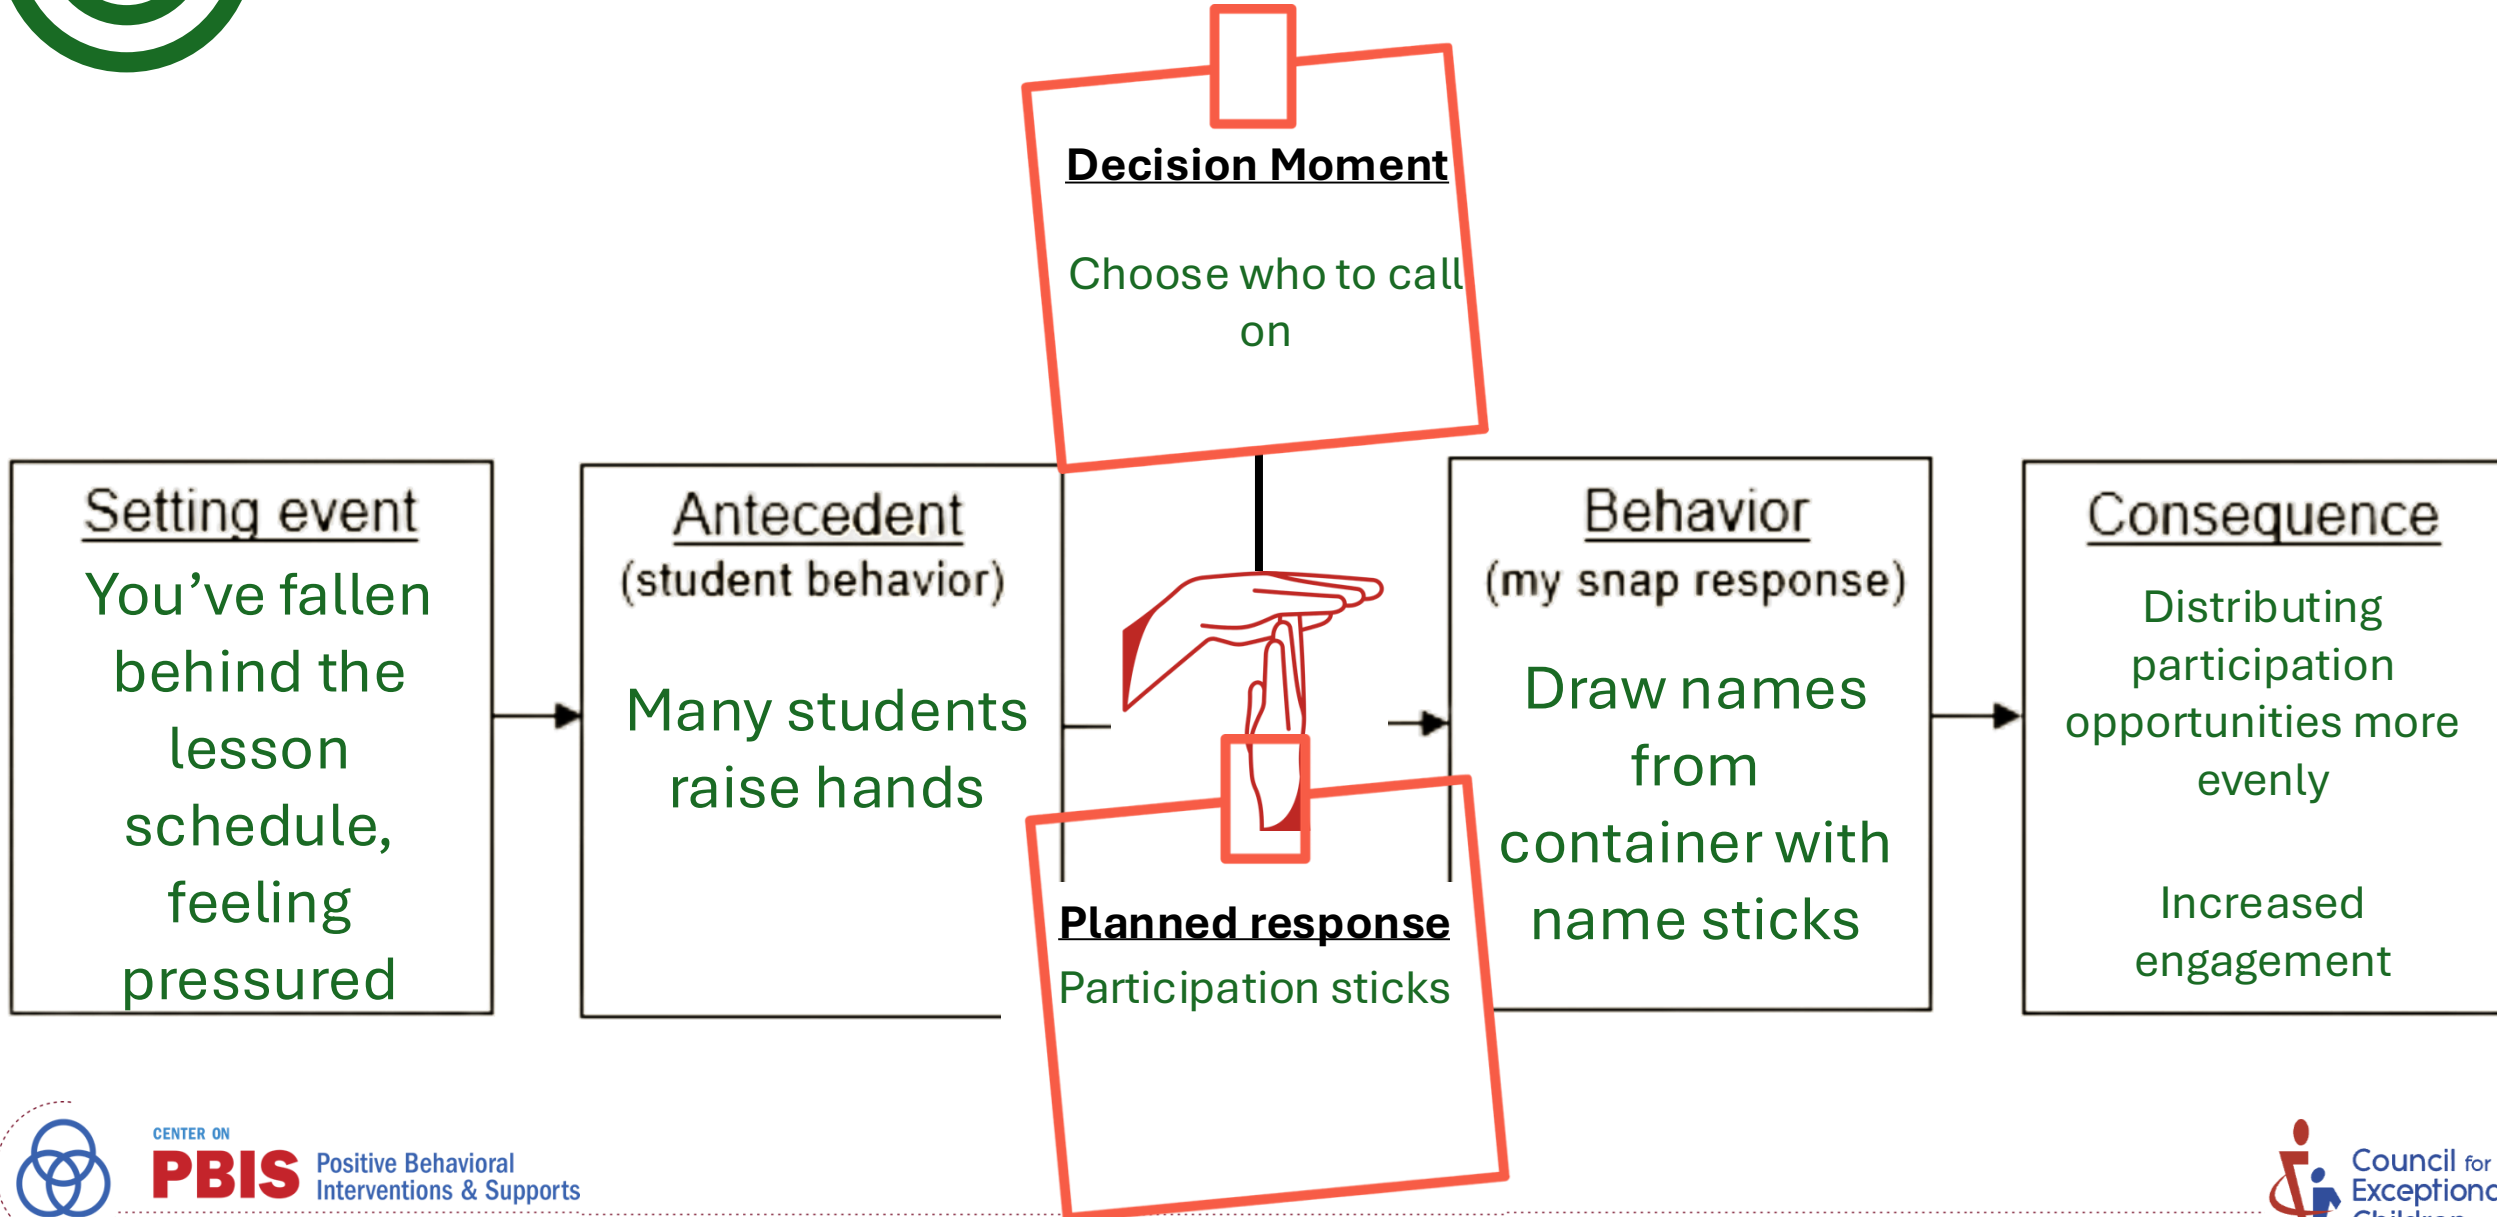 Decision Moment
Choose who to call
on
Setting event
You’ve fallen
behind the
lesson
schedule,
feeling
pressured
Antecedent
(student behavior)
Many students
raise hands
Planned response
Participation sticks
Behavior
(my snap response)
Draw names
from
container with
name sticks
Consequence
Distributing
participation
opportunities more
evenly
Increased
engagement
CENTER ON
PBIS
Positive Behavioral
Interventions & Supports
Council for
Exceptiona
Children